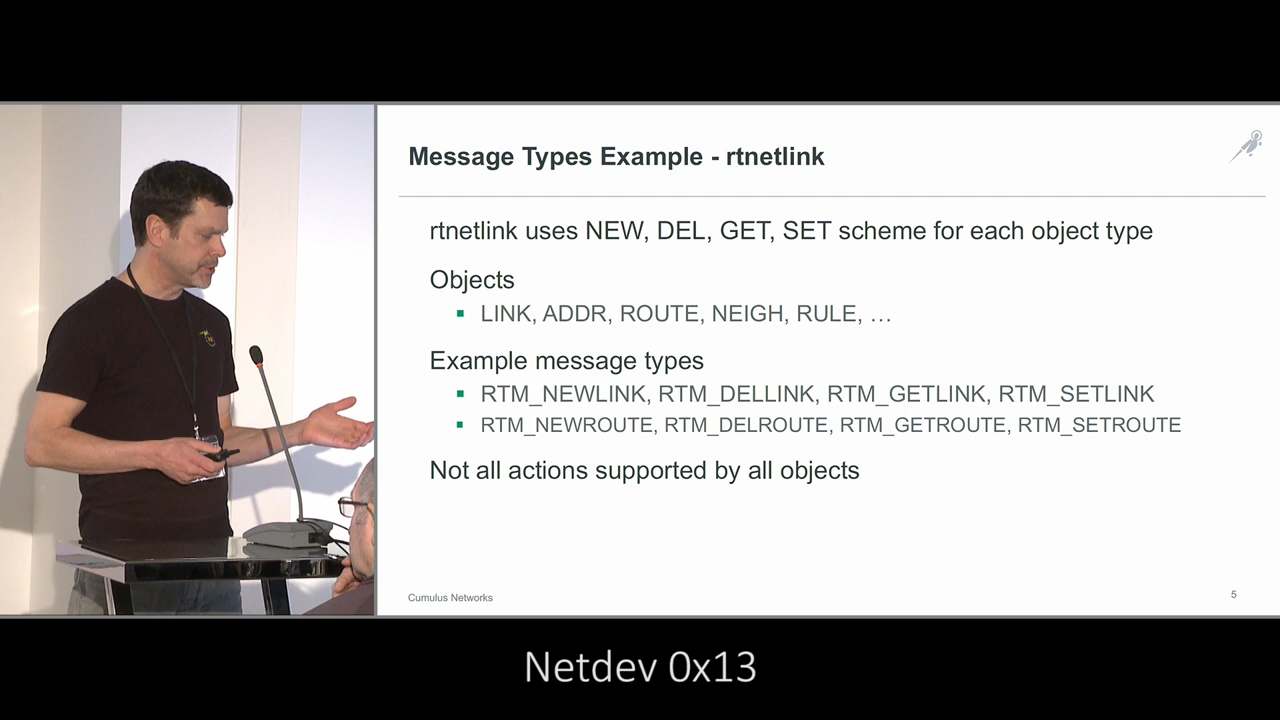 Message Types Example - rtnetlink
rtnetlink uses NEW, DEL, GET, SET scheme for each object type
Objects
▪ LINK, ADDR, ROUTE, NEIGH, RULE, …
Example message types
▪ RTM_NEWLINK, RTM_DELLINK, RTM_GETLINK, RTM_SETLINK
▪ RTM_NEWROUTE, RTM_DELROUTE, RTM_GETROUTE, RTM_SETROUTE
Not all actions supported by all objects
Cumulus Networks
5
Netdev 0x13